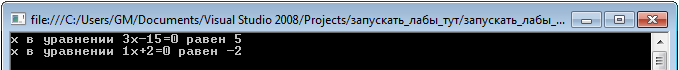 file:///C:/Users/GM/Documents/Visual Studio 2008/Projects/запускать_лабы_тут/запускать_лабы_...
x в уравнении 3x-15=0 равен 5
x в уравнении 1x+2=0 равен -2